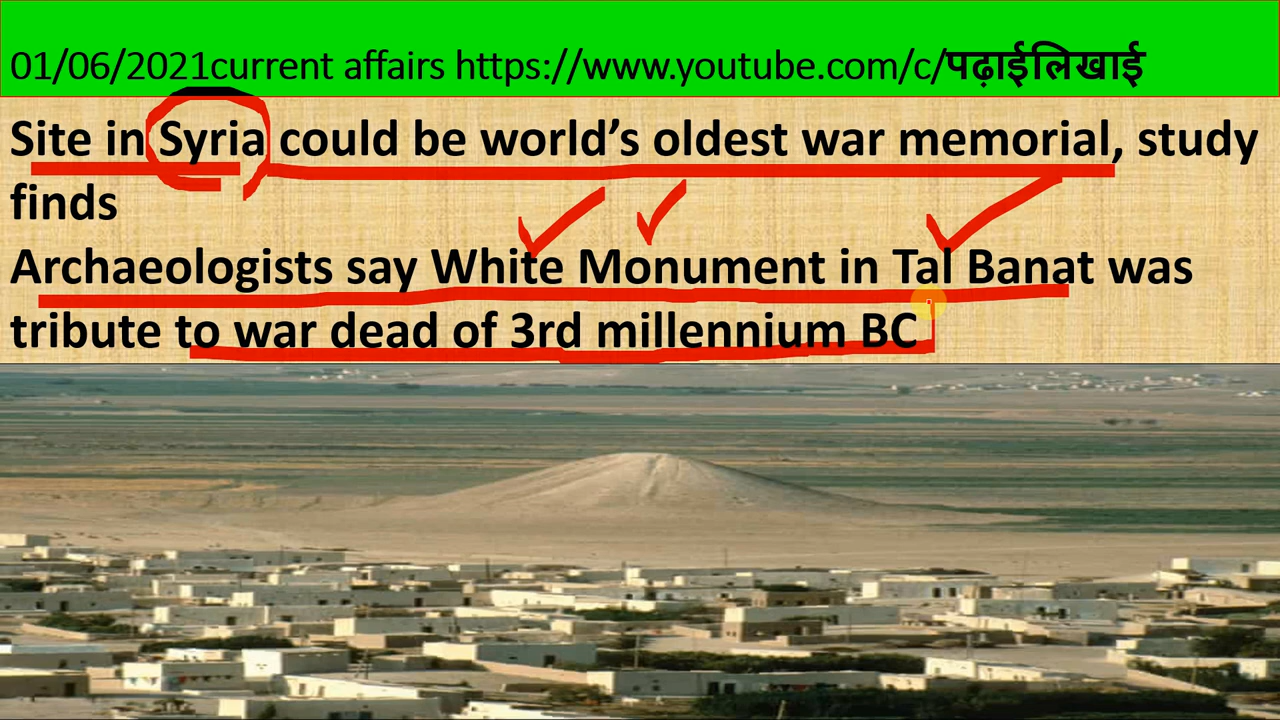 01/06/2021current affairs https://www.youtube.com/c/पढ़ाईलिखाई
Site in Syria could be world’s oldest war memorial, study
finds
Archaeologists say White Monument in Tal Banat was
tribute to war dead of 3rd millennium BC